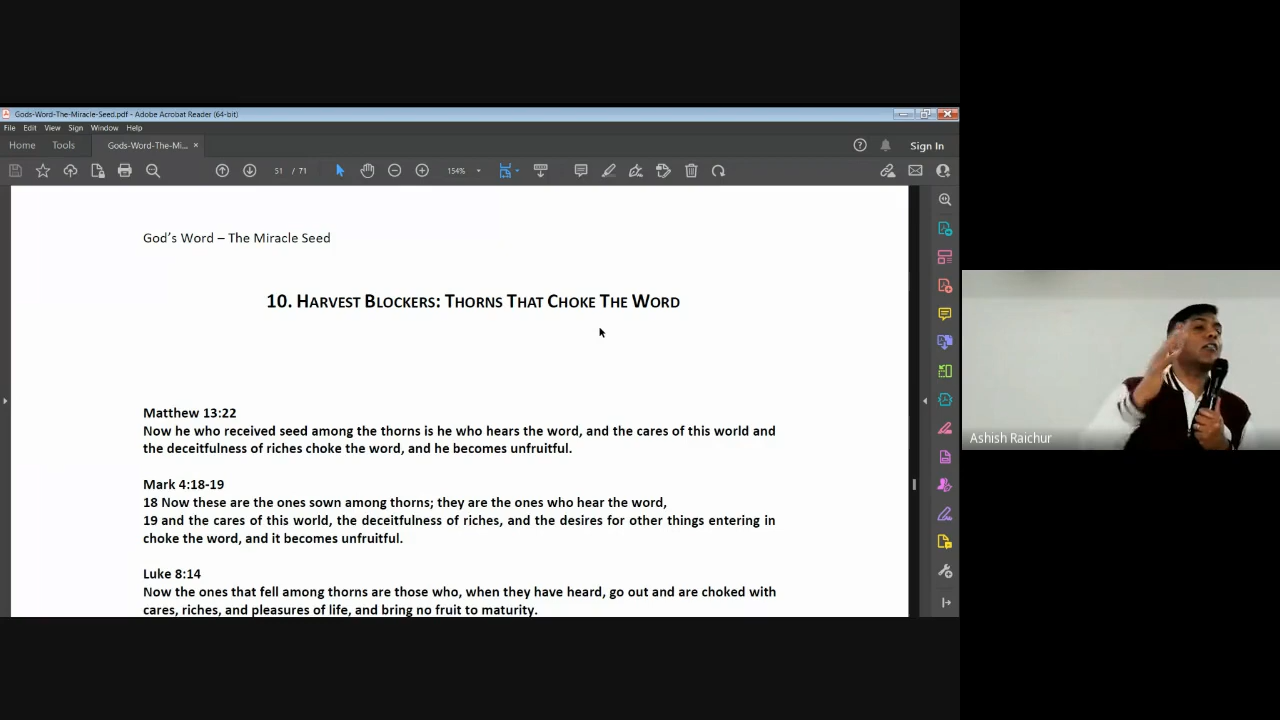 Gods-Word-The-Miracle-Seed.pdf - Adobe Acrobat Reader (64-bit)
File Edit View Sign Window Help
Home Tools Gods-Word-The-Mi... × Sign In
51 / 71 154%
God's Word – The Miracle Seed
10. HARVEST BLOCKERS: THORNS THAT CHOKE THE WORD
Matthew 13:22
Now he who received seed among the thorns is he who hears the word, and the cares of this world and
the deceitfulness of riches choke the word, and he becomes unfruitful.
Mark 4:18-19
18 Now these are the ones sown among thorns; they are the ones who hear the word,
19 and the cares of this world, the deceitfulness of riches, and the desires for other things entering in
choke the word, and it becomes unfruitful.
Luke 8:14
Now the ones that fell among thorns are those who, when they have heard, go out and are choked with
cares, riches, and pleasures of life, and bring no fruit to maturity.
Ashish Raichur